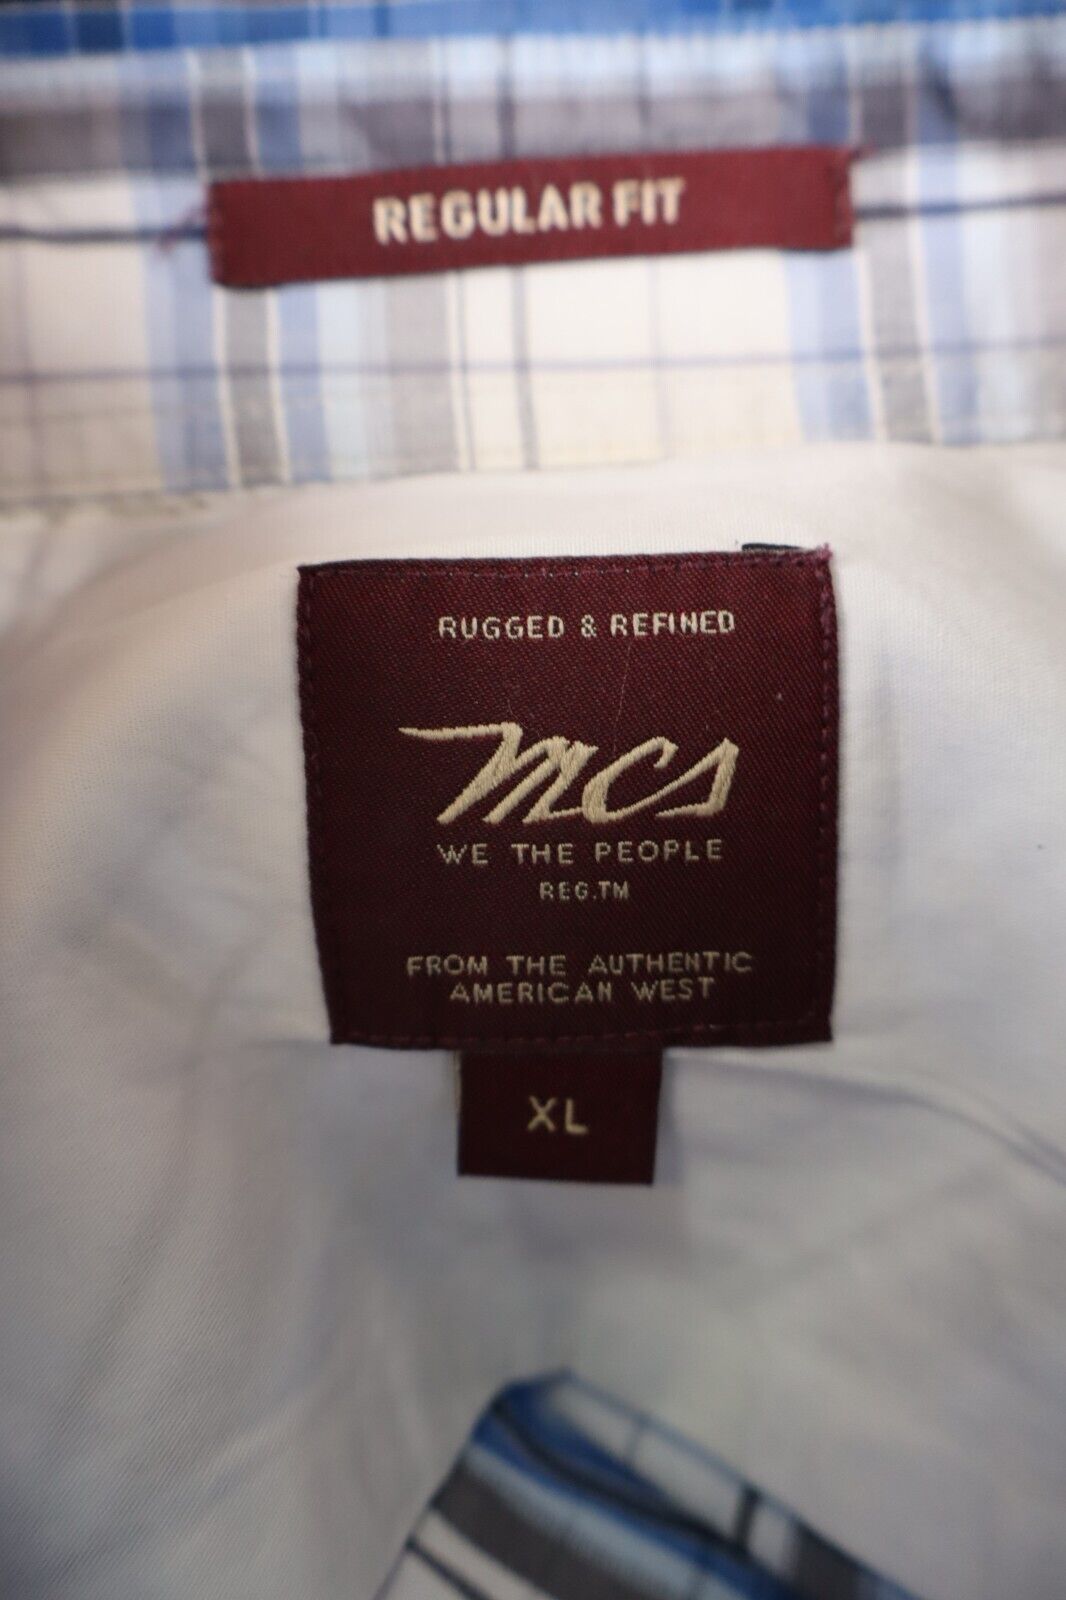 REGULAR FIT
RUGGED & REFINED
mcs
WE THE PEOPLE
REG.TM
FROM THE AUTHENTIC
AMERICAN WEST
XL